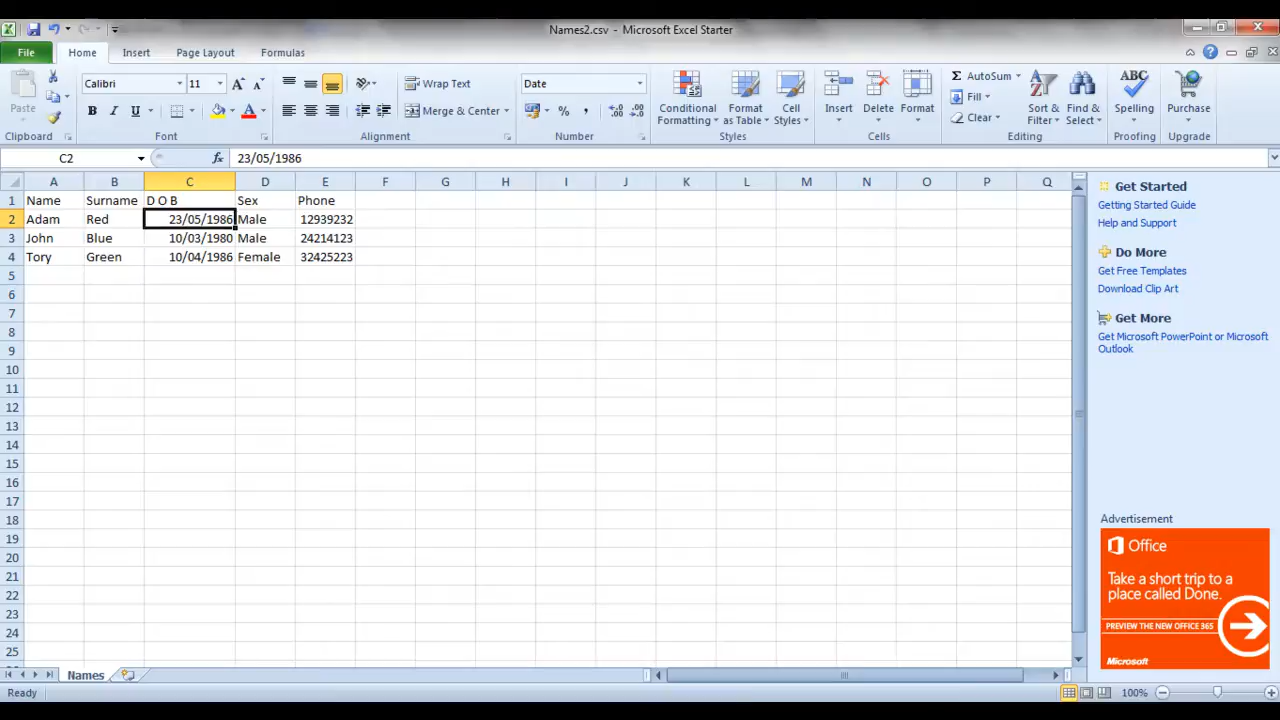 Names2.csv - Microsoft Excel Starter
File Home Insert Page Layout Formulas
Paste
Calibri 11
B I U A
Wrap Text
Merge & Center
Date
%
Conditional Formatting
Format as Table
Cell Styles
Insert
Delete
Format
Σ AutoSum
Fill
Clear
Sort & Filter
Find & Select
ABC
Spelling
Purchase
Clipboard Font Alignment Number Styles Cells Editing Proofing Upgrade
C2 fx 23/05/1986
A B C D E F G H I J K L M N O P Q
1 Name Surname D O B Sex Phone
2 Adam Red 23/05/1986 Male 12939232
3 John Blue 10/03/1980 Male 24214123
4 Tory Green 10/04/1986 Female 32425223
5
6
7
8
9
10
11
12
13
14
15
16
17
18
19
20
21
22
23
24
25
Get Started
Getting Started Guide
Help and Support
Do More
Get Free Templates
Download Clip Art
Get More
Get Microsoft PowerPoint or Microsoft
Outlook
Advertisement
Office
Take a short trip to a
place called Done.
PREVIEW THE NEW OFFICE 365
Microsoft
Names
Ready
100%